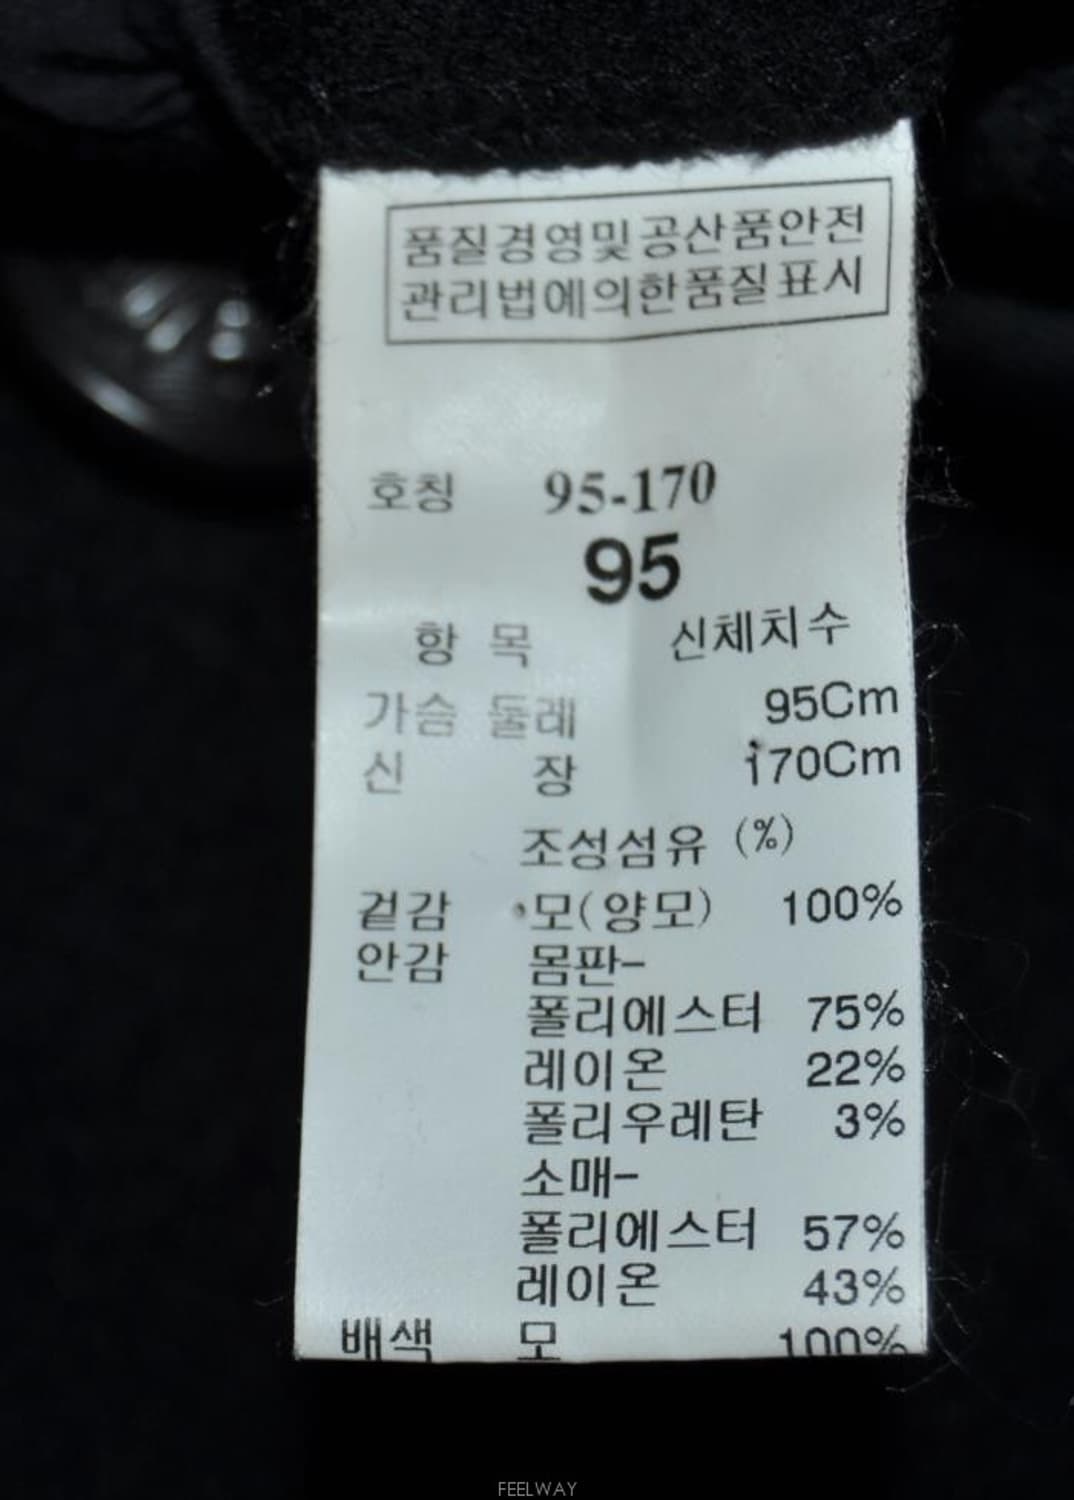 품질경영및공산품안전
관리법에의한품질표시
호칭 95-170
95
항 목 신체치수
가슴 둘레 95Cm
신 장 170Cm
조성섬유 (%)
겉감 모(양모) 100%
안감 몸판-
폴리에스터 75%
레이온 22%
폴리우레탄 3%
소매-
폴리에스터 57%
레이온 43%
배색 모 100%
FEELWAY